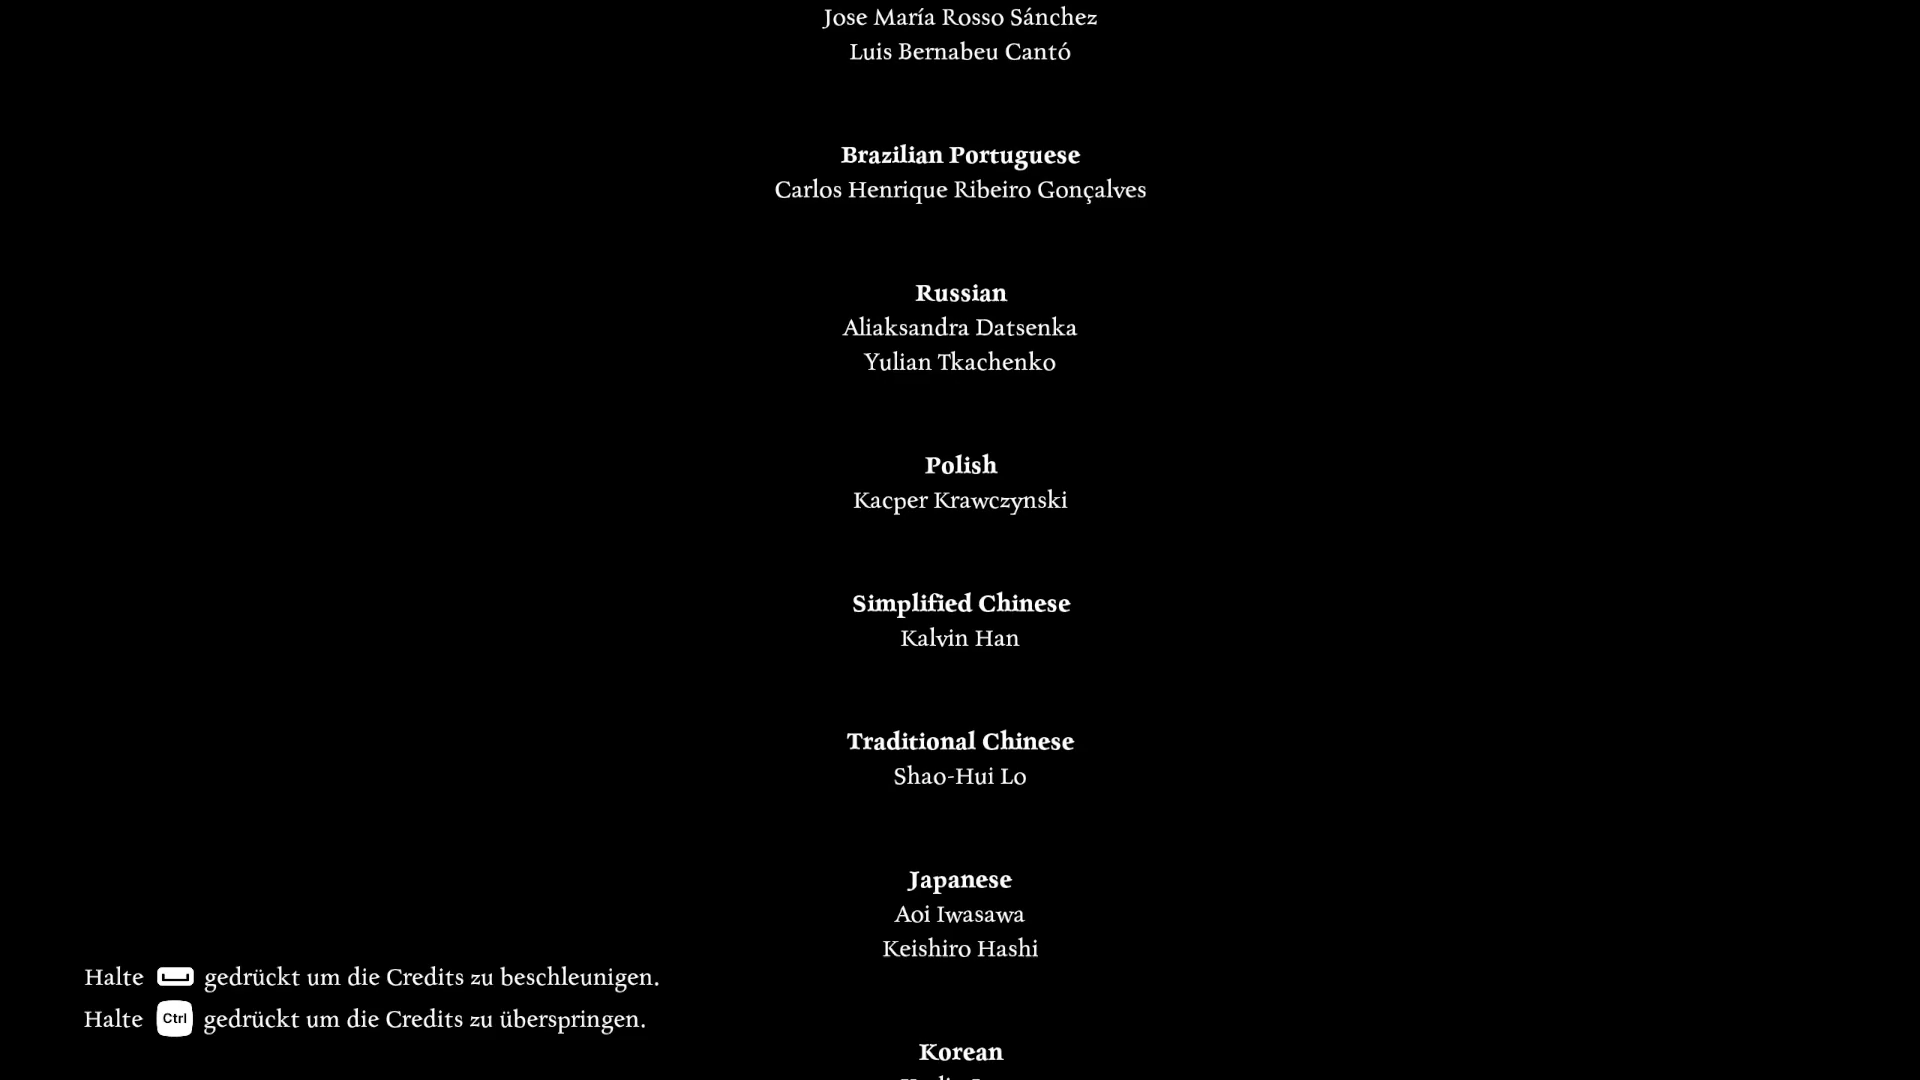 Jose María Rosso Sánchez
Luis Bernabeu Cantó
Brazilian Portuguese
Carlos Henrique Ribeiro Gonçalves
Russian
Aliaksandra Datsenka
Yulian Tkachenko
Polish
Kacper Krawczynski
Simplified Chinese
Kalvin Han
Traditional Chinese
Shao-Hui Lo
Japanese
Aoi Iwasawa
Keishiro Hashi
Korean
Halte gedrückt um die Credits zu beschleunigen.
Halte Ctrl gedrückt um die Credits zu überspringen.